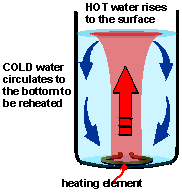 HOT water rises
to the surface
COLD water
circulates to
the bottom to
be reheated
heating element